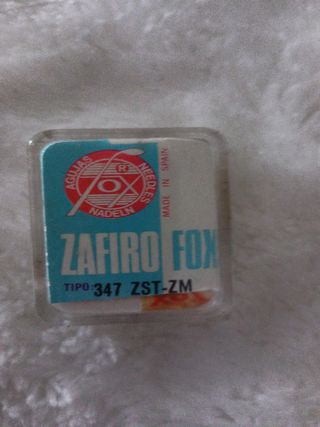 AGUJAS NEEDLES
FOX R
NADELN
MADE IN SPAIN
ZAFIRO FOX
TIPO: 347 ZST-ZM